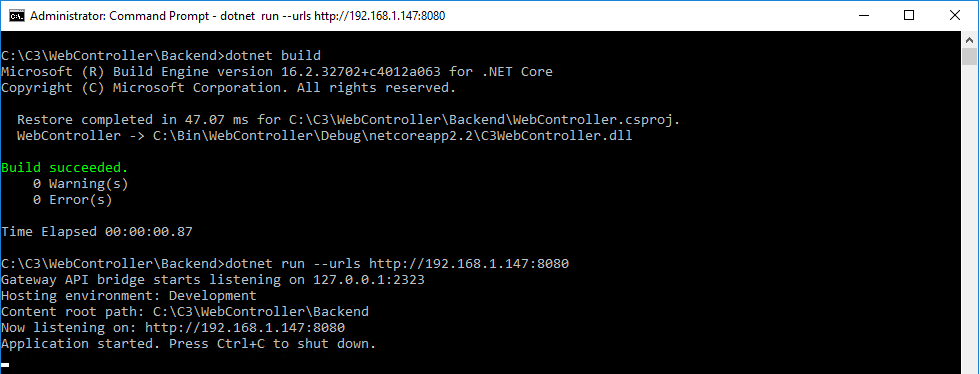 Administrator: Command Prompt - dotnet  run --urls http://192.168.1.147:8080
C:\C3\WebController\Backend>dotnet build
Microsoft (R) Build Engine version 16.2.32702+c4012a063 for .NET Core
Copyright (C) Microsoft Corporation. All rights reserved.
Restore completed in 47.07 ms for C:\C3\WebController\Backend\WebController.csproj.
WebController -> C:\Bin\WebController\Debug\netcoreapp2.2\C3WebController.dll
Build succeeded.
0 Warning(s)
0 Error(s)
Time Elapsed 00:00:00.87
C:\C3\WebController\Backend>dotnet run --urls http://192.168.1.147:8080
Gateway API bridge starts listening on 127.0.0.1:2323
Hosting environment: Development
Content root path: C:\C3\WebController\Backend
Now listening on: http://192.168.1.147:8080
Application started. Press Ctrl+C to shut down.